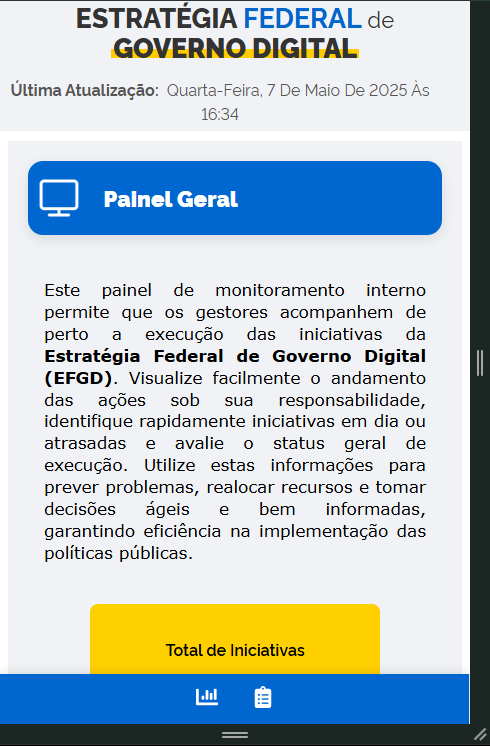 ESTRATÉGIA FEDERAL de
GOVERNO DIGITAL
Última Atualização: Quarta-Feira, 7 De Maio De 2025 Às
16:34
Painel Geral
Este painel de monitoramento interno
permite que os gestores acompanhem de
perto a execução das iniciativas da
Estratégia Federal de Governo Digital
(EFGD). Visualize facilmente o andamento
das ações sob sua responsabilidade,
identifique rapidamente iniciativas em dia ou
atrasadas e avalie o status geral de
execução. Utilize estas informações para
prever problemas, realocar recursos e tomar
decisões ágeis e bem informadas,
garantindo eficiência na implementação das
políticas públicas.
Total de Iniciativas